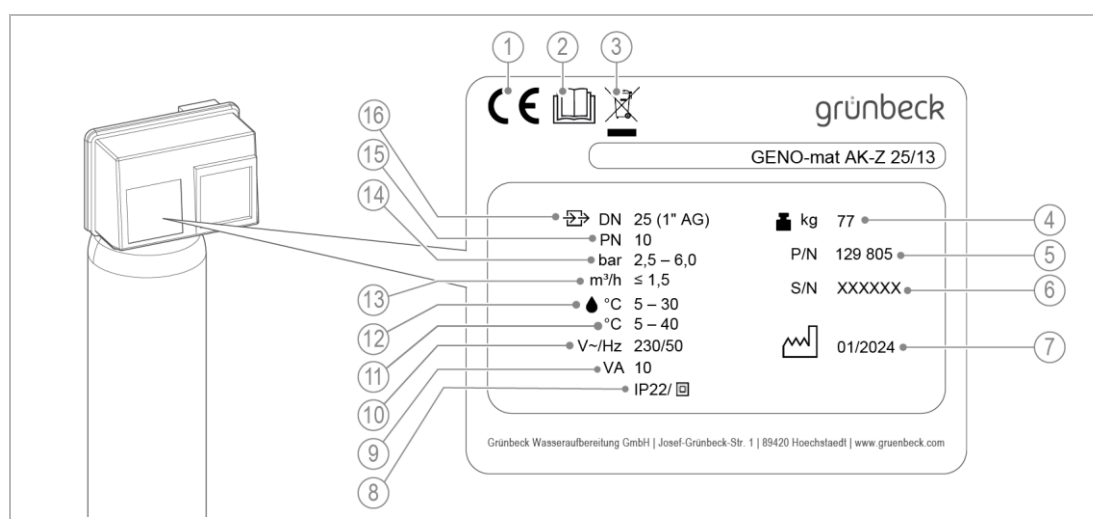 1 2 3
CE grünbeck
GENO-mat AK-Z 25/13
16 DN 25 (1" AG)
15 PN 10
14 bar 2,5 – 6,0
13 m³/h ≤ 1,5
12 °C 5 – 30
11 °C 5 – 40
10 V~/Hz 230/50
9 VA 10
8 IP22/
kg 77 4
P/N 129 805 5
S/N XXXXXX 6
01/2024 7
Grünbeck Wasseraufbereitung GmbH | Josef-Grünbeck-Str. 1 | 89420 Hoechstaedt | www.gruenbeck.com